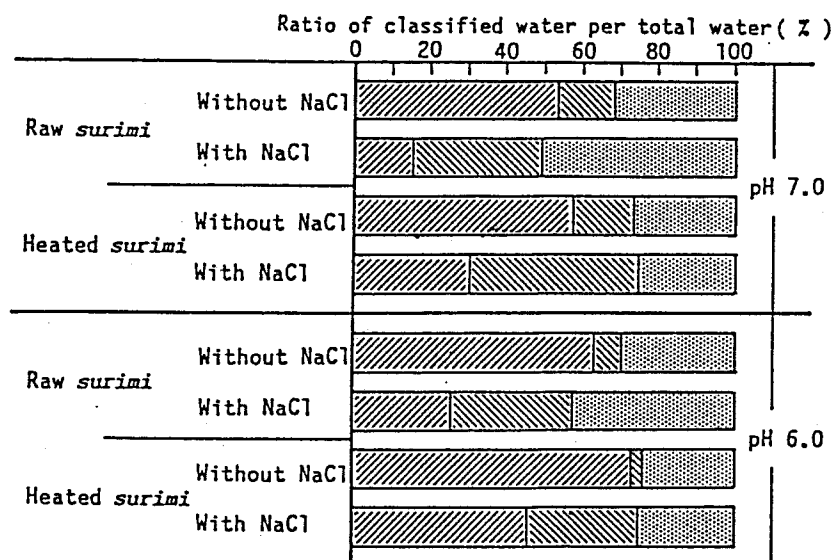 Ratio of classified water per total water ( % )
0 20 40 60 80 100
Without NaCl
Raw surimi
With NaCl
pH 7.0
Without NaCl
Heated surimi
With NaCl
Without NaCl
Raw surimi
With NaCl
pH 6.0
Without NaCl
Heated surimi
With NaCl